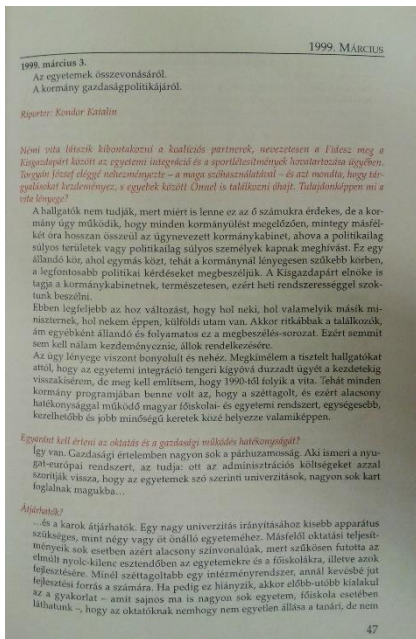 1999. MÁRCIUS
1999. március 3.
Az egyetemek összevonásáról.
A kormány gazdaságpolitikájáról.
Riporter: Kondor Katalin
Némi vita látszik kibontakozni a koalíciós partnerek, nevezetesen a Fidesz meg a
Kisgazdapárt között az egyetemi integráció és a sportlétesítmények hovatartozása ügyében.
Torgyán József eléggé nehezményezte – a maga szóhasználatával – és azt mondta, hogy tár-
gyalásokat kezdeményez, s egyebek között Önnel is találkozni óhajt. Tulajdonképpen mi a
vita lényege?
A hallgatók nem tudják, mert miért is lenne ez az ő számukra érdekes, de a kor-
mány úgy működik, hogy minden kormányülést megelőzően, mintegy másfél-
két óra hosszan összeül az úgynevezett kormánykabinet, ahova a politikailag
súlyos területek vagy politikailag súlyos személyek kapnak meghívást. Ez egy
állandó kör, ahol egymás közt, tehát a kormánynál lényegesen szűkebb körben,
a legfontosabb politikai kérdéseket megbeszéljük. A Kisgazdapárt elnöke is
tagja a kormánykabinetnek, természetesen, ezért heti rendszerességgel szok-
tunk beszélni.
Ebben legfeljebb az hoz változást, hogy hol neki, hol valamelyik másik mi-
niszternek, hol nekem éppen, külföldi utam van. Akkor ritkábbak a találkozók,
ám egyébként állandó és folyamatos ez a megbeszélés-sorozat. Ezért semmit
sem kell nálam kezdeményeznie, állok rendelkezésére.
Az ügy lényege viszont bonyolult és nehéz. Megkímélem a tisztelt hallgatókat
attól, hogy az egyetemi integráció tengeri kígyóvá duzzadt ügyét a kezdetekig
visszakísérem, de meg kell említsem, hogy 1990-től folyik a vita. Tehát minden
kormány programjában benne volt az, hogy a széttagolt, és ezért alacsony
hatékonysággal működő magyar főiskolai- és egyetemi rendszert, egységesebb,
kezelhetőbb és jobb minőségű keretek közé helyezze valamiképpen.
Egyaránt kell érteni az oktatás és a gazdasági működés hatékonyságát?
Így van. Gazdasági értelemben nagyon sok a párhuzamosság. Aki ismeri a nyu-
gat-európai rendszert, az tudja: ott az adminisztrációs költségeket azzal
szorítják vissza, hogy az egyetemek szó szerinti univerzitások, nagyon sok kart
foglalnak magukba…
Átjárhatók?
…és a karok átjárhatók. Egy nagy univerzitás irányításához kisebb apparátus
szükséges, mint négy vagy öt önálló egyeteméhez. Másfelől oktatási teljesít-
ményeik sok esetben azért alacsony színvonalúak, mert szűkösen futotta az
elmúlt nyolc-kilenc esztendőben az egyetemekre és a főiskolákra, illetve azok
fejlesztésére. Minél széttagoltabb egy intézményrendszer, annál kevésbé jut
fejlesztési forrás a számára. Ha pedig ez hiányzik, akkor előbb-utóbb kialakul
az a gyakorlat – amit sajnos ma is nagyon sok egyetem, főiskola esetében
láthatunk –, hogy az oktatóknak nemhogy nem egyetlen állása a tanári, de nem
47